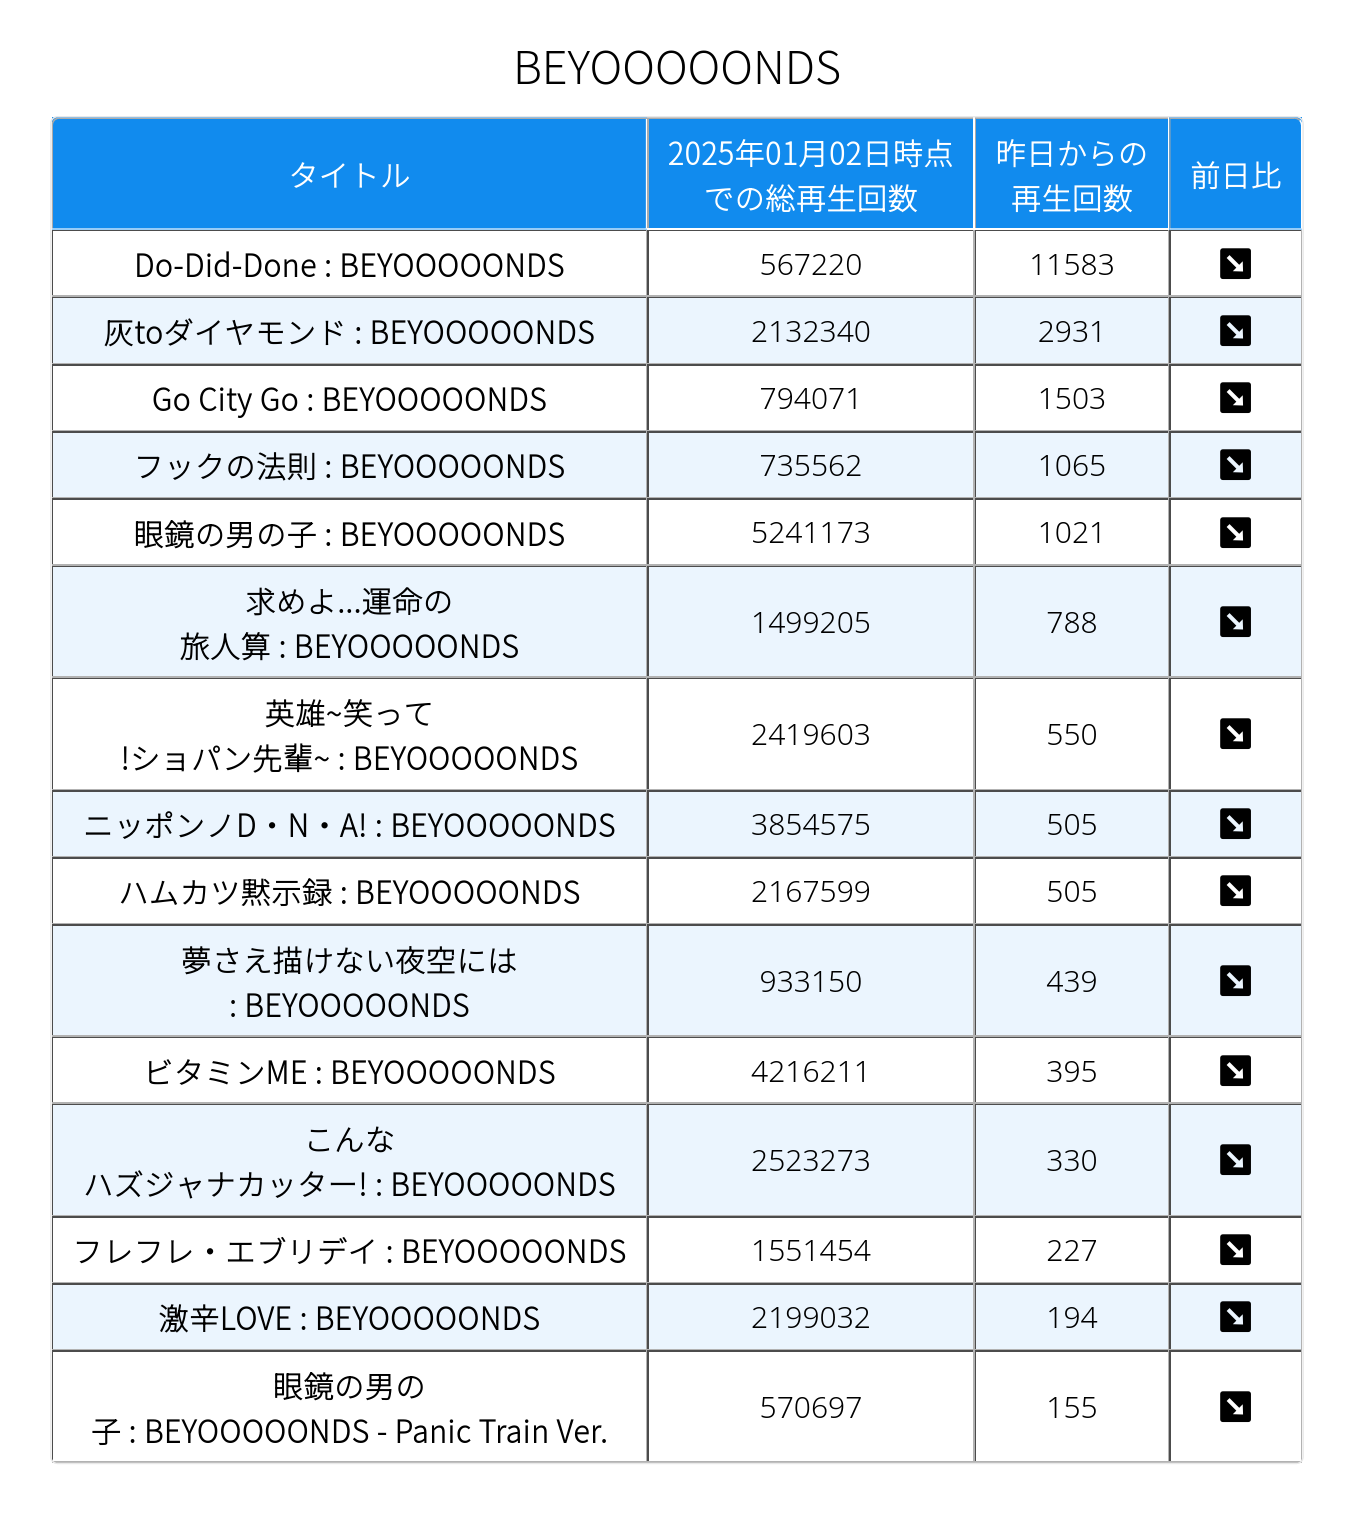 BEYOOOOONDS
タイトル
2025年01月02日時点
での総再生回数
昨日からの
再生回数
前日比
Do-Did-Done : BEYOOOOONDS
567220
11583
灰toダイヤモンド : BEYOOOOONDS
2132340
2931
Go City Go : BEYOOOOONDS
794071
1503
フックの法則 : BEYOOOOONDS
735562
1065
眼鏡の男の子 : BEYOOOOONDS
5241173
1021
求めよ...運命の
旅人算 : BEYOOOOONDS
1499205
788
英雄~笑って
!ショパン先輩~ : BEYOOOOONDS
2419603
550
ニッポンノD・N・A! : BEYOOOOONDS
3854575
505
ハムカツ黙示録 : BEYOOOOONDS
2167599
505
夢さえ描けない夜空には
: BEYOOOOONDS
933150
439
ビタミンME : BEYOOOOONDS
4216211
395
こんな
ハズジャナカッター! : BEYOOOOONDS
2523273
330
フレフレ・エブリデイ : BEYOOOOONDS
1551454
227
激辛LOVE : BEYOOOOONDS
2199032
194
眼鏡の男の
子 : BEYOOOOONDS - Panic Train Ver.
570697
155